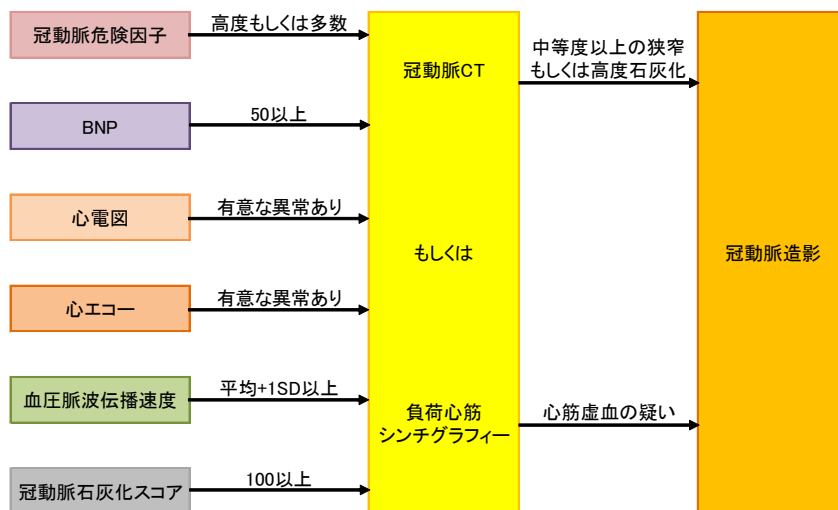 冠動脈危険因子
高度もしくは多数
BNP
50以上
心電図
有意な異常あり
心エコー
有意な異常あり
血圧脈波伝播速度
平均+1SD以上
冠動脈石灰化スコア
100以上
冠動脈CT
もしくは
負荷心筋
シンチグラフィー
中等度以上の狭窄
もしくは高度石灰化
心筋虚血の疑い
冠動脈造影